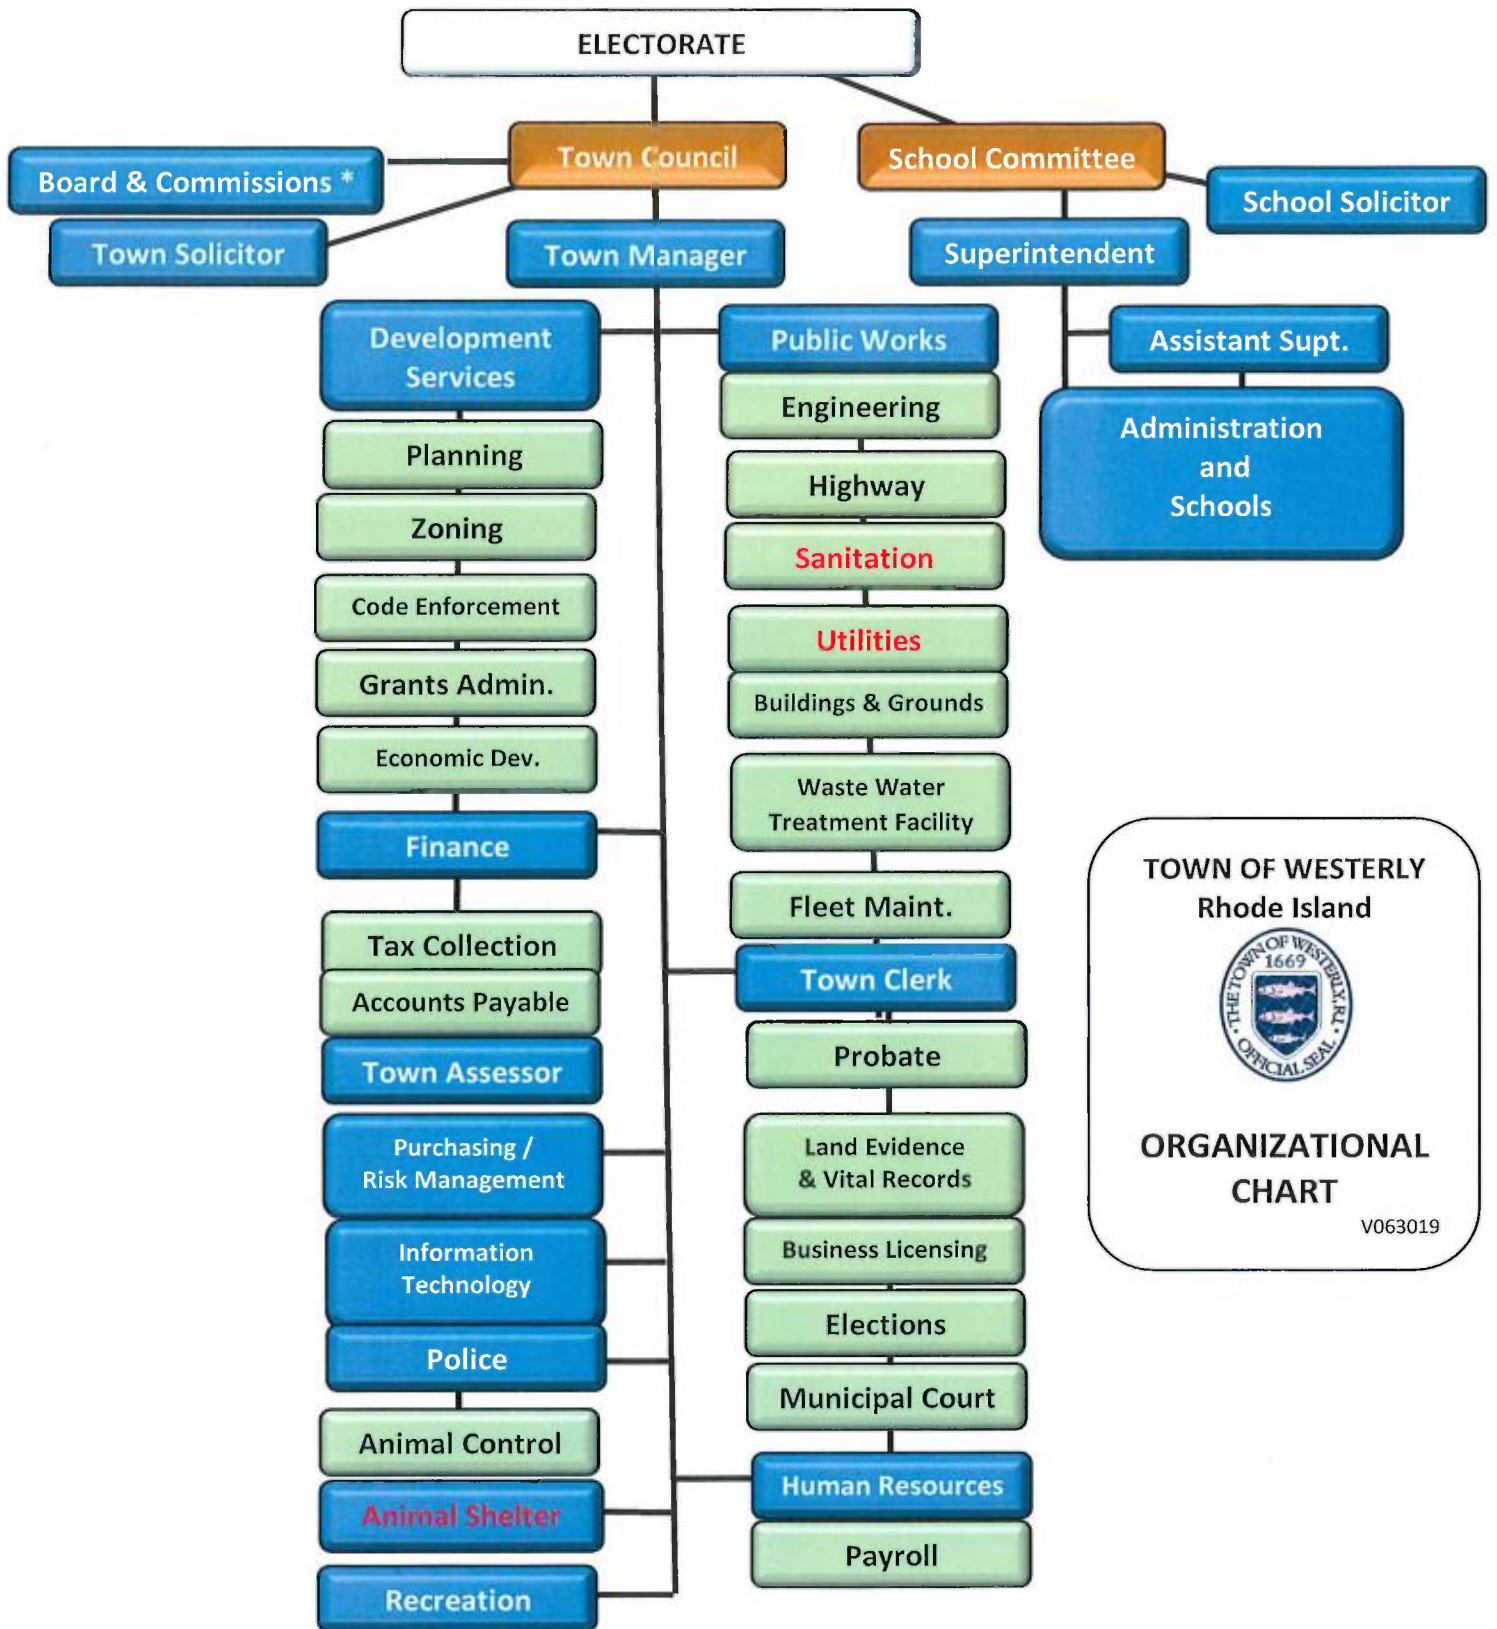 ELECTORATE
Town Council
School Committee
Board & Commissions *
School Solicitor
Town Solicitor
Town Manager
Superintendent
Development
Services
Public Works
Assistant Supt.
Engineering
Administration
and
Schools
Planning
Highway
Zoning
Sanitation
Code Enforcement
Utilities
Grants Admin.
Buildings & Grounds
Economic Dev.
Waste Water
Treatment Facility
Finance
Fleet Maint.
Tax Collection
Town Clerk
Accounts Payable
Probate
Town Assessor
Purchasing /
Risk Management
Land Evidence
& Vital Records
Information
Technology
Business Licensing
Elections
Police
Municipal Court
Animal Control
Human Resources
Animal Shelter
Payroll
Recreation
TOWN OF WESTERLY
Rhode Island
THE TOWN OF WESTERLY, R.I.
1669
OFFICIAL SEAL
ORGANIZATIONAL
CHART
V063019